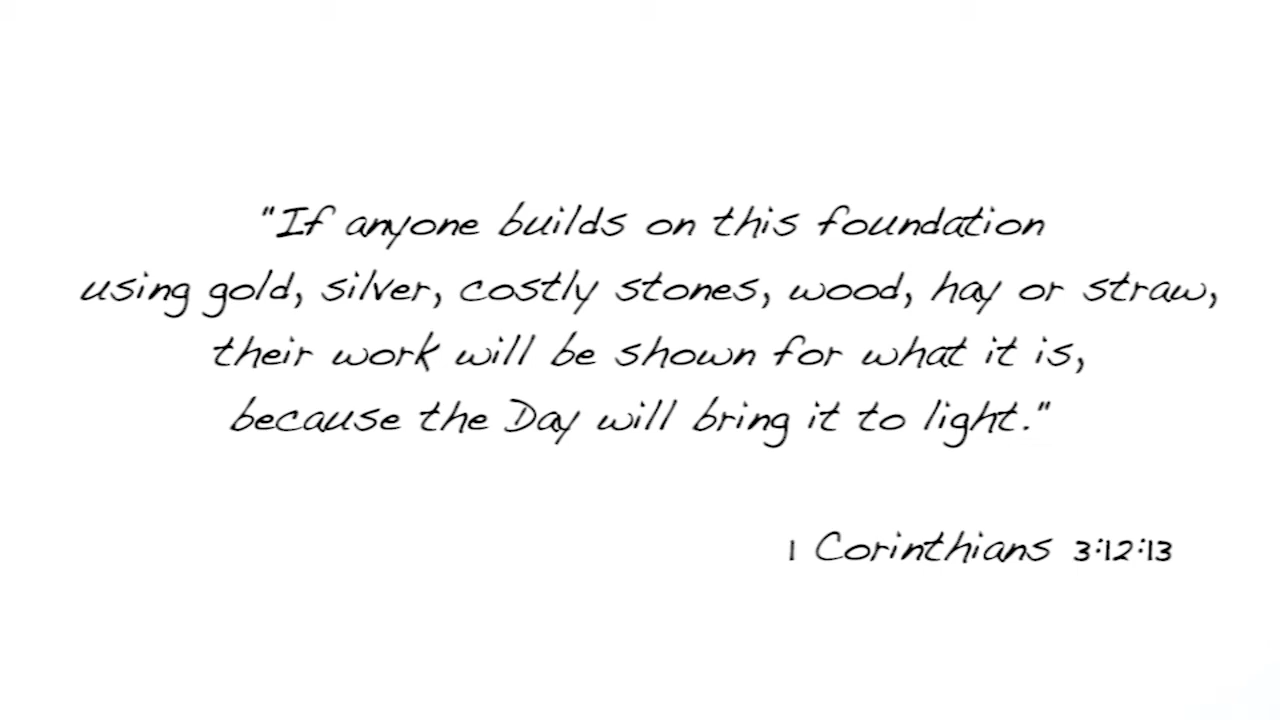 "If anyone builds on this foundation
using gold, silver, costly stones, wood, hay or straw,
their work will be shown for what it is,
because the Day will bring it to light."
1 Corinthians 3:12:13